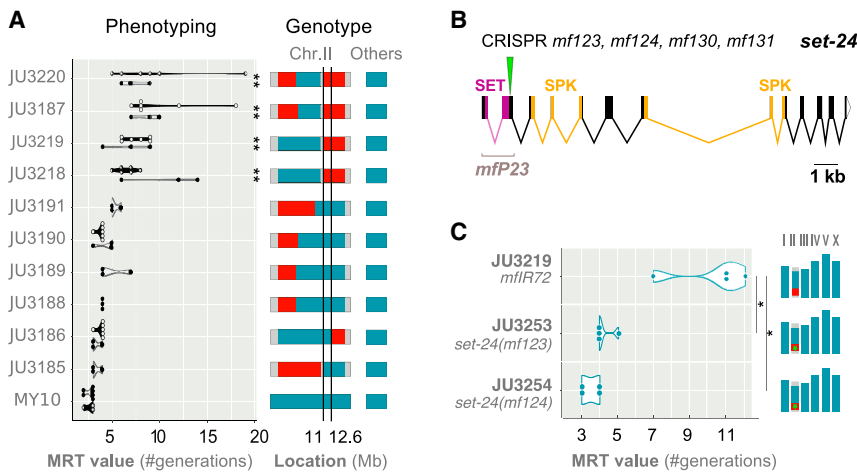 A
Phenotyping
Genotype
Chr.II
Others
JU3220
**
JU3187
**
JU3219
**
JU3218
**
JU3191
JU3190
JU3189
JU3188
JU3186
JU3185
MY10
5
10
15
20
11
12.6
MRT value (#generations)
Location (Mb)
B
CRISPR mf123, mf124, mf130, mf131
set-24
SET
SPK
SPK
mfP23
1 kb
C
I II III IV V X
JU3219
mfIR72
JU3253
set-24(mf123)
JU3254
set-24(mf124)
*
*
3
5
7
9
11
MRT value (#generations)